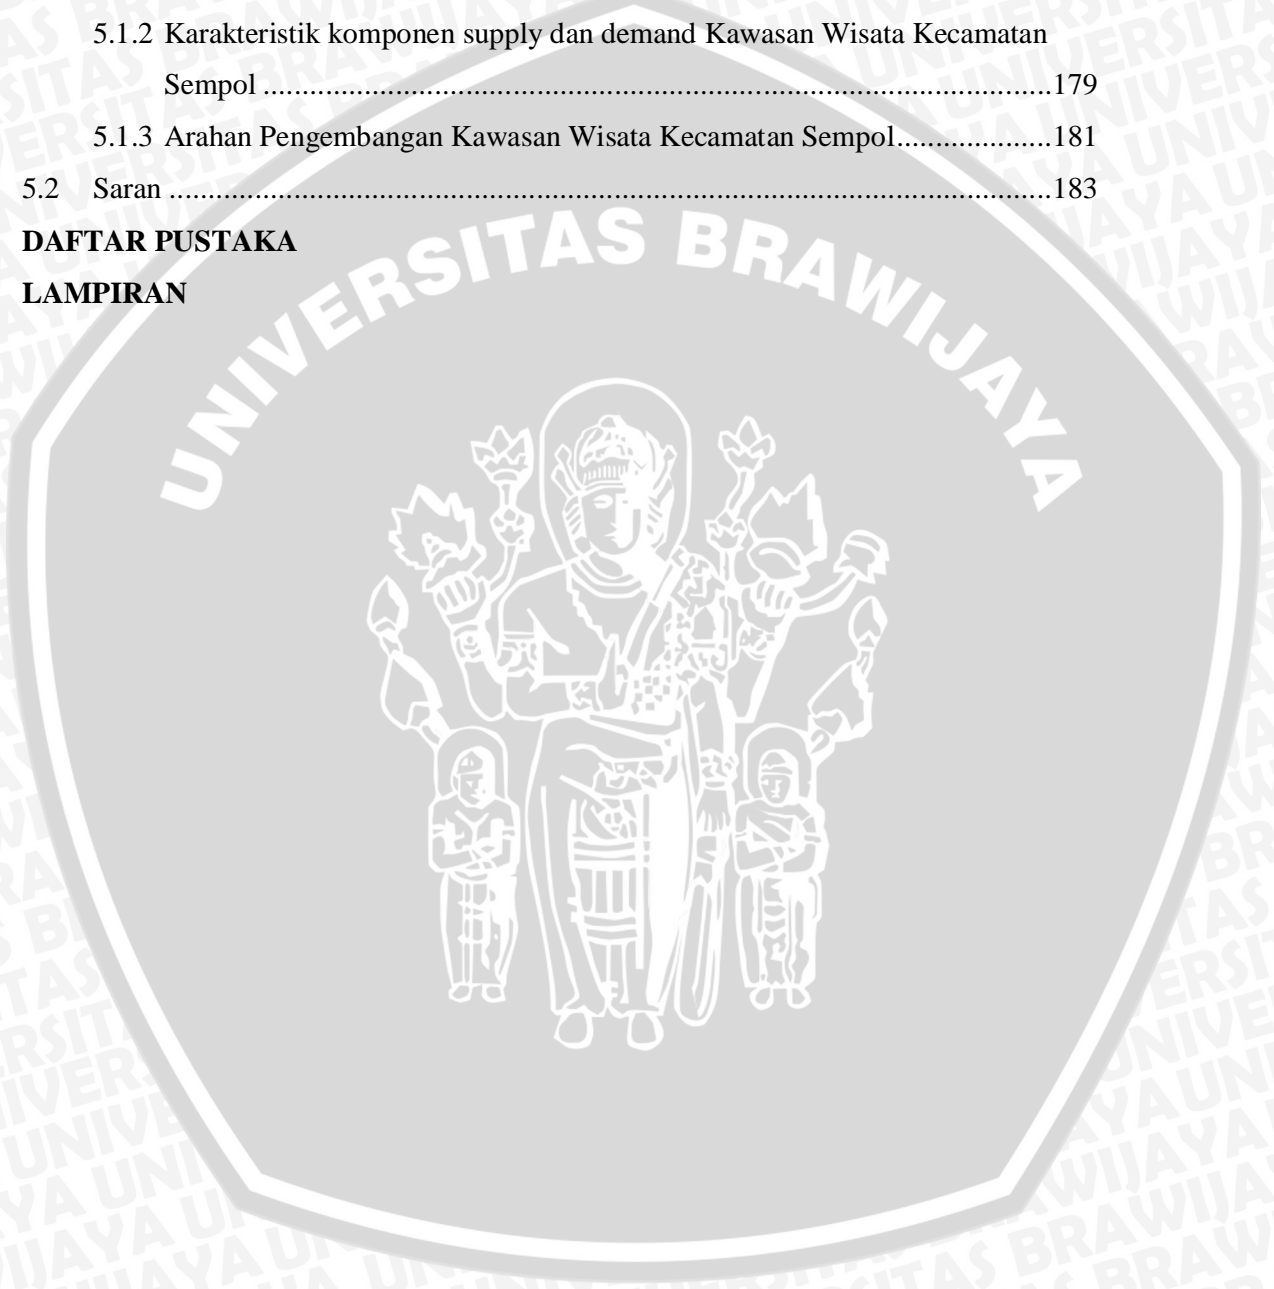 5.1.2 Karakteristik komponen supply dan demand Kawasan Wisata Kecamatan
Sempol ....................................................................................................179
5.1.3 Arahan Pengembangan Kawasan Wisata Kecamatan Sempol....................181
5.2 Saran .................................................................................................................183
DAFTAR PUSTAKA
LAMPIRAN
UNIVERSITAS BRAWIJAYA